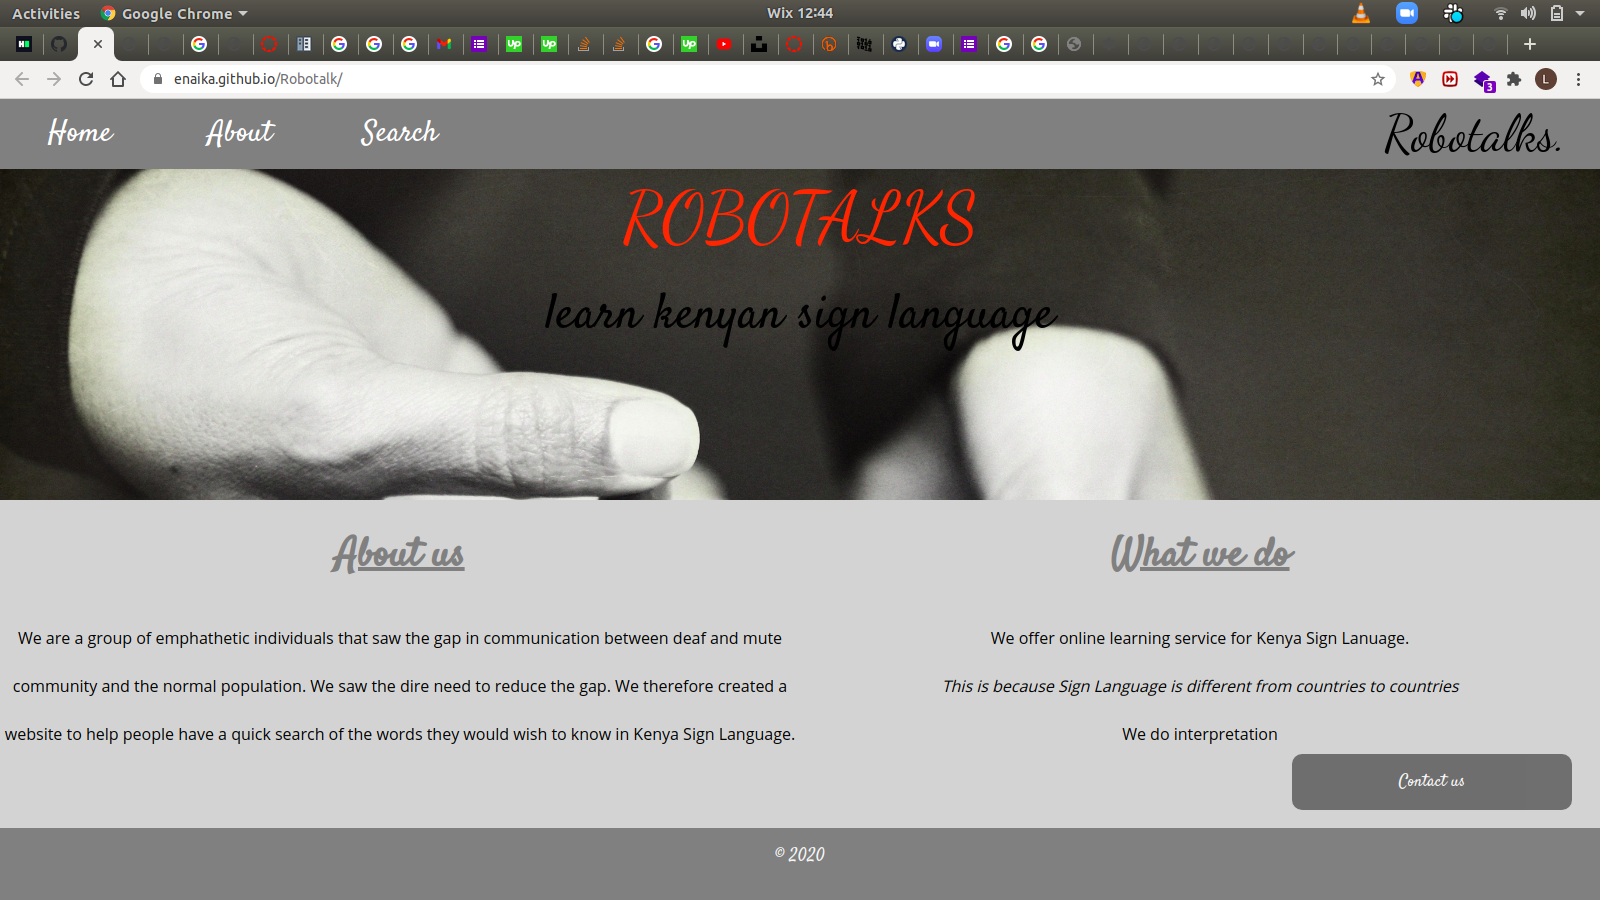 Activities Google Chrome Wix 12:44
enaika.github.io/Robotalk/ L 3
Home About Search Robotalks.
ROBOTALKS
learn kenyan sign language
About us
We are a group of emphathetic individuals that saw the gap in communication between deaf and mute
community and the normal population. We saw the dire need to reduce the gap. We therefore created a
website to help people have a quick search of the words they would wish to know in Kenya Sign Language.
What we do
We offer online learning service for Kenya Sign Lanuage.
This is because Sign Language is different from countries to countries
We do interpretation
Contact us
© 2020